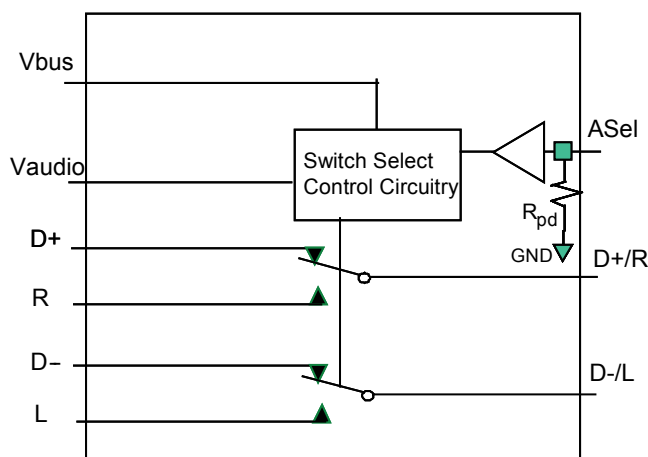 Vbus
ASel
Vaudio
Switch Select
Control Circuitry
Rpd
GND
D+
D+/R
R
D−
D-/L
L